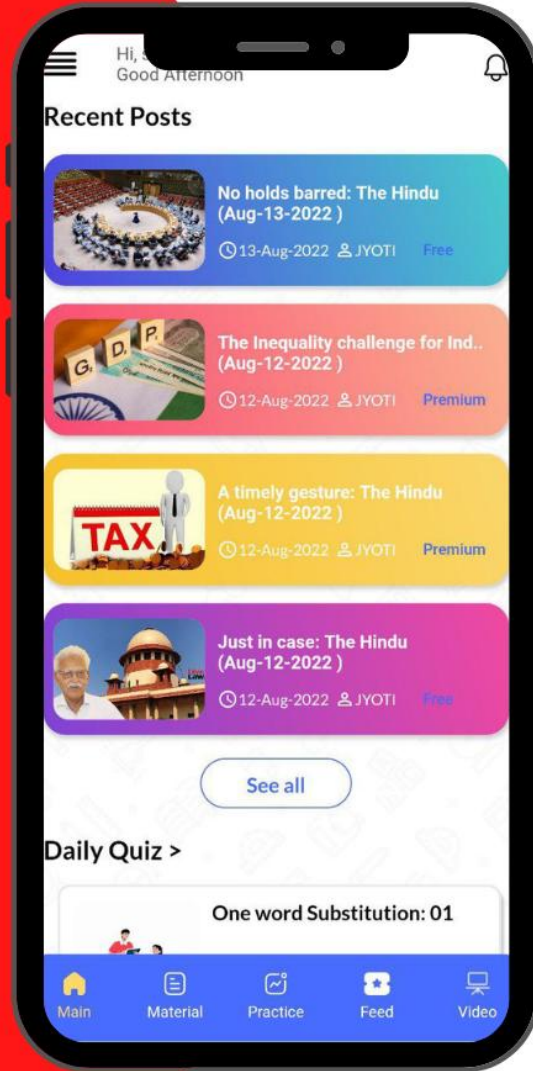 Hi,
Good Afternoon
Recent Posts
No holds barred: The Hindu
(Aug-13-2022 )
13-Aug-2022 JYOTI Free
G D P
The Inequality challenge for Ind..
(Aug-12-2022 )
12-Aug-2022 JYOTI Premium
TAX
A timely gesture: The Hindu
(Aug-12-2022 )
12-Aug-2022 JYOTI Premium
Just in case: The Hindu
(Aug-12-2022 )
12-Aug-2022 JYOTI Free
See all
Daily Quiz >
One word Substitution: 01
Main Material Practice Feed Video